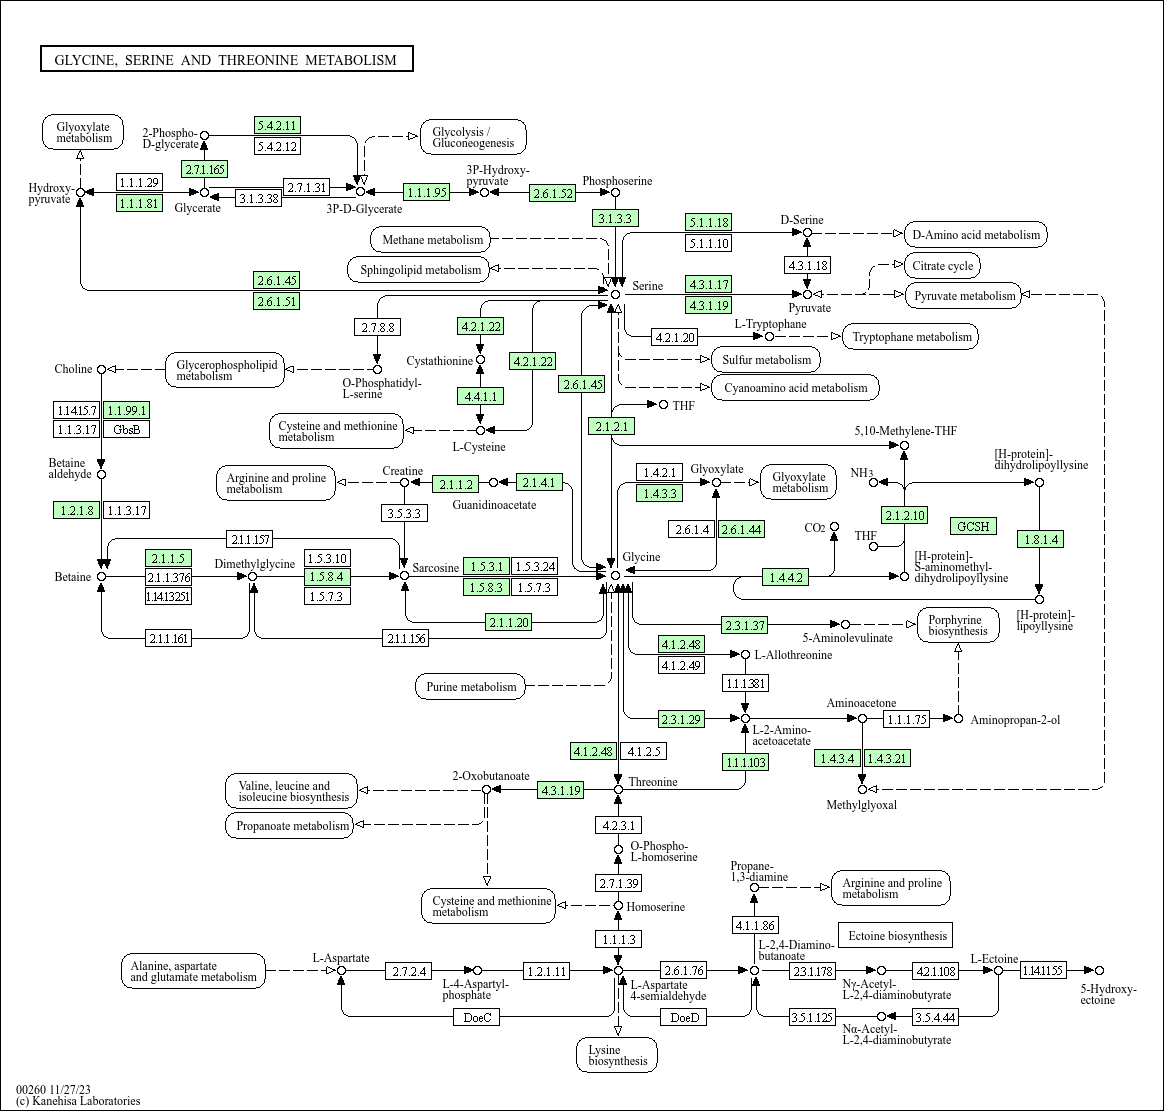 GLYCINE, SERINE AND THREONINE METABOLISM
Glyoxylate
metabolism
2-Phospho-
D-glycerate
5.4.2.11
5.4.2.12
Glycolysis /
Gluconeogenesis
2.7.1.165
Hydroxy-
pyruvate
1.1.1.29
1.1.1.81
Glycerate
2.7.1.31
3.1.3.38
3P-D-Glycerate
1.1.1.95
3P-Hydroxy-
pyruvate
2.6.1.52
Phosphoserine
3.1.3.3
5.1.1.18
5.1.1.10
D-Serine
D-Amino acid metabolism
Methane metabolism
Sphingolipid metabolism
4.3.1.18
Citrate cycle
2.6.1.45
2.6.1.51
Serine
4.3.1.17
4.3.1.19
Pyruvate
Pyruvate metabolism
2.7.8.8
4.2.1.22
4.2.1.20
L-Tryptophane
Tryptophane metabolism
Choline
Glycerophospholipid
metabolism
O-Phosphatidyl-
L-serine
Cystathionine
4.2.1.22
2.6.1.45
Sulfur metabolism
Cyanoamino acid metabolism
4.4.1.1
THF
1.14.15.7
1.1.99.1
1.1.3.17
GbsB
Cysteine and methionine
metabolism
L-Cysteine
2.1.2.1
5,10-Methylene-THF
Betaine
aldehyde
Arginine and proline
metabolism
Creatine
2.1.1.2
Guanidinoacetate
2.1.4.1
1.4.2.1
1.4.3.3
Glyoxylate
Glyoxylate
metabolism
NH3
[H-protein]-
dihydrolipoyllysine
1.2.1.8
1.1.3.17
3.5.3.3
2.6.1.4
2.6.1.44
CO2
2.1.2.10
GCSH
1.8.1.4
THF
2.1.1.157
2.1.1.5
2.1.1.376
1.14.13.251
Betaine
Dimethylglycine
1.5.3.10
1.5.8.4
1.5.7.3
Sarcosine
1.5.3.1
1.5.3.24
1.5.8.3
1.5.7.3
Glycine
1.4.4.2
[H-protein]-
S-aminomethyl-
dihydrolipoyllysine
[H-protein]-
lipoyllysine
2.1.1.161
2.1.1.156
2.1.1.20
2.3.1.37
5-Aminolevulinate
Porphyrine
biosynthesis
4.1.2.48
4.1.2.49
L-Allothreonine
1.1.1.381
Purine metabolism
2.3.1.29
L-2-Amino-
acetoacetate
Aminoacetone
1.1.1.75
Aminopropan-2-ol
4.1.2.48
4.1.2.5
1.1.1.103
1.4.3.4
1.4.3.21
Methylglyoxal
Valine, leucine and
isoleucine biosynthesis
2-Oxobutanoate
4.3.1.19
Threonine
Propanoate metabolism
4.2.3.1
O-Phospho-
L-homoserine
2.7.1.39
Cysteine and methionine
metabolism
Homoserine
Propane-
1,3-diamine
Arginine and proline
metabolism
4.1.1.86
Ectoine biosynthesis
1.1.1.3
Alanine, aspartate
and glutamate metabolism
L-Aspartate
2.7.2.4
L-4-Aspartyl-
phosphate
1.2.1.11
L-Aspartate
4-semialdehyde
2.6.1.76
L-2,4-Diamino-
butanoate
2.3.1.178
Nγ-Acetyl-
L-2,4-diaminobutyrate
4.2.1.108
L-Ectoine
1.14.11.55
5-Hydroxy-
ectoine
DoeC
DoeD
3.5.1.125
3.5.4.44
Nα-Acetyl-
L-2,4-diaminobutyrate
Lysine
biosynthesis
00260 11/27/23
(c) Kanehisa Laboratories